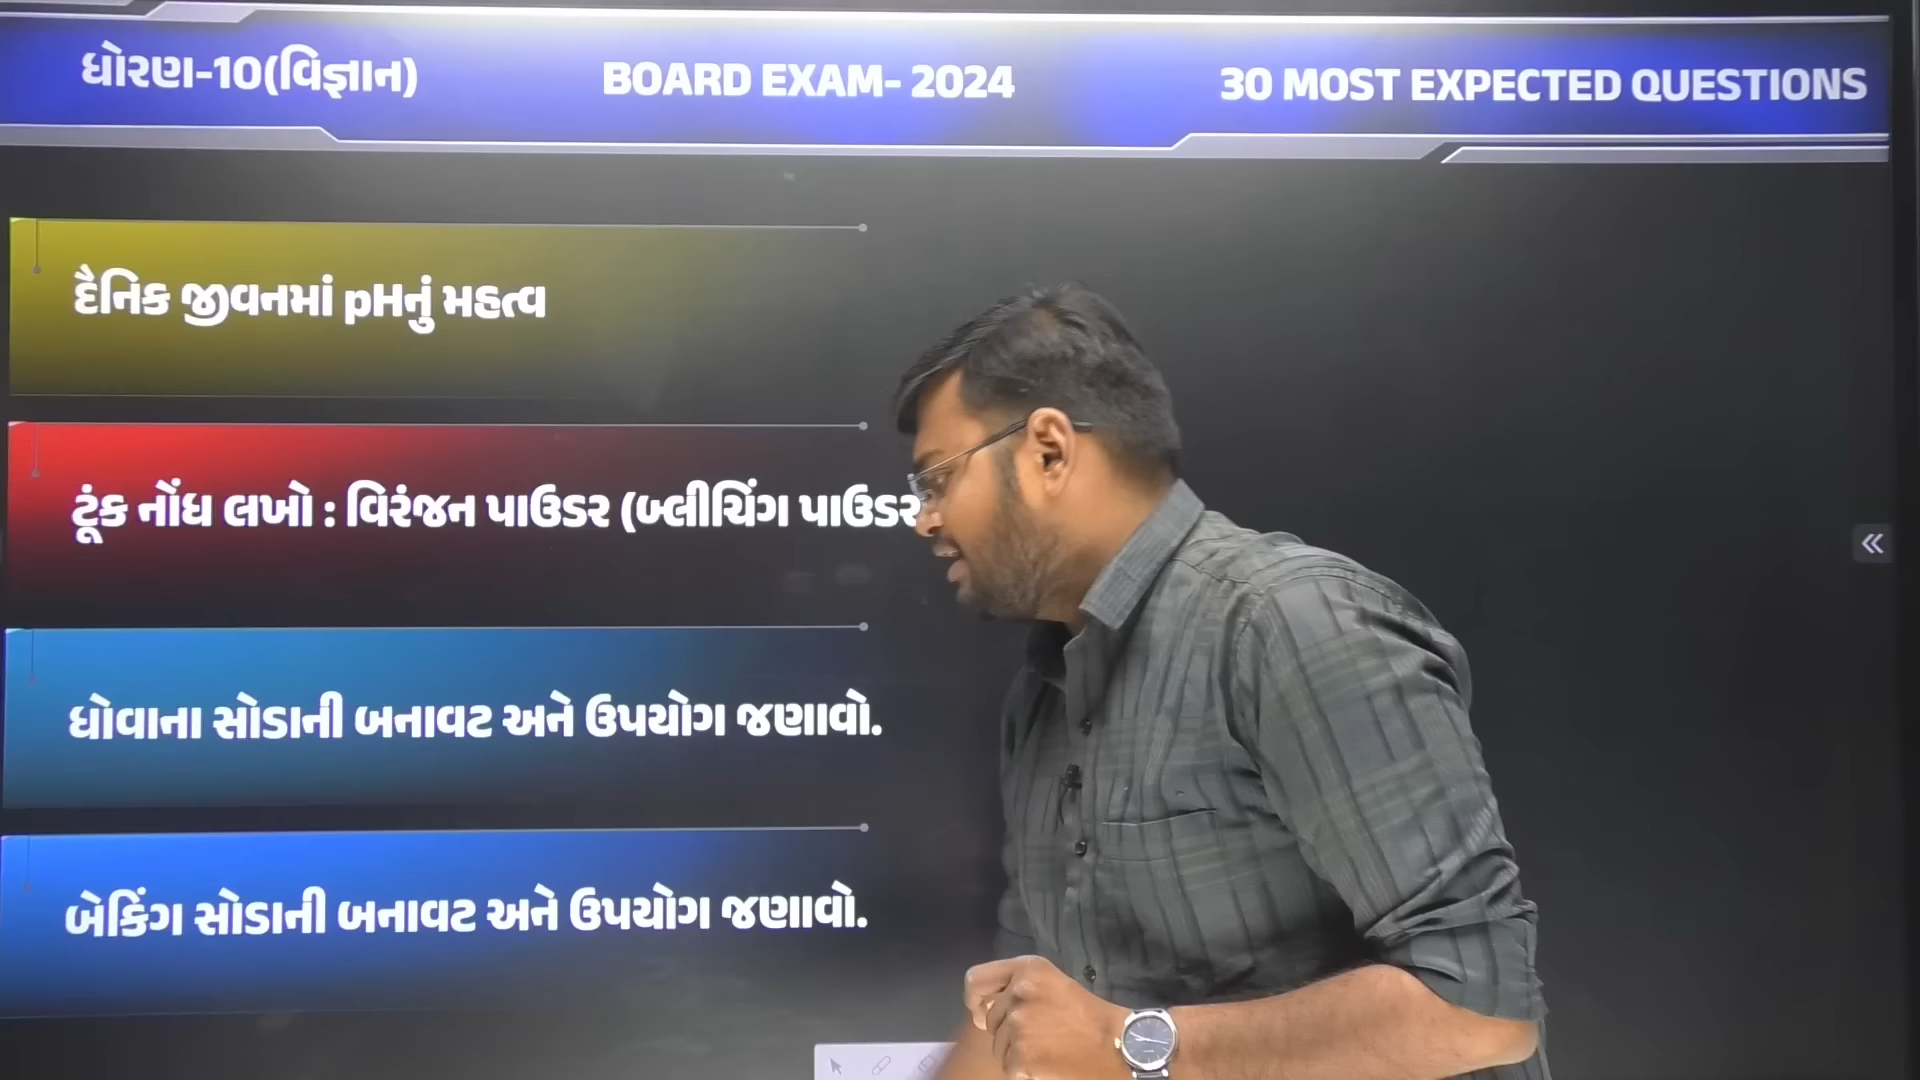 ધોરણ-10(વિજ્ઞાન)
BOARD EXAM- 2024
30 MOST EXPECTED QUESTIONS
દૈનિક જીવનમાં pHનું મહત્વ
ટૂંક નોંધ લખો : વિરંજન પાઉડર (બ્લીચિંગ પાઉડર
ધોવાના સોડાની બનાવટ અને ઉપયોગ જણાવો.
બેકિંગ સોડાની બનાવટ અને ઉપયોગ જણાવો.